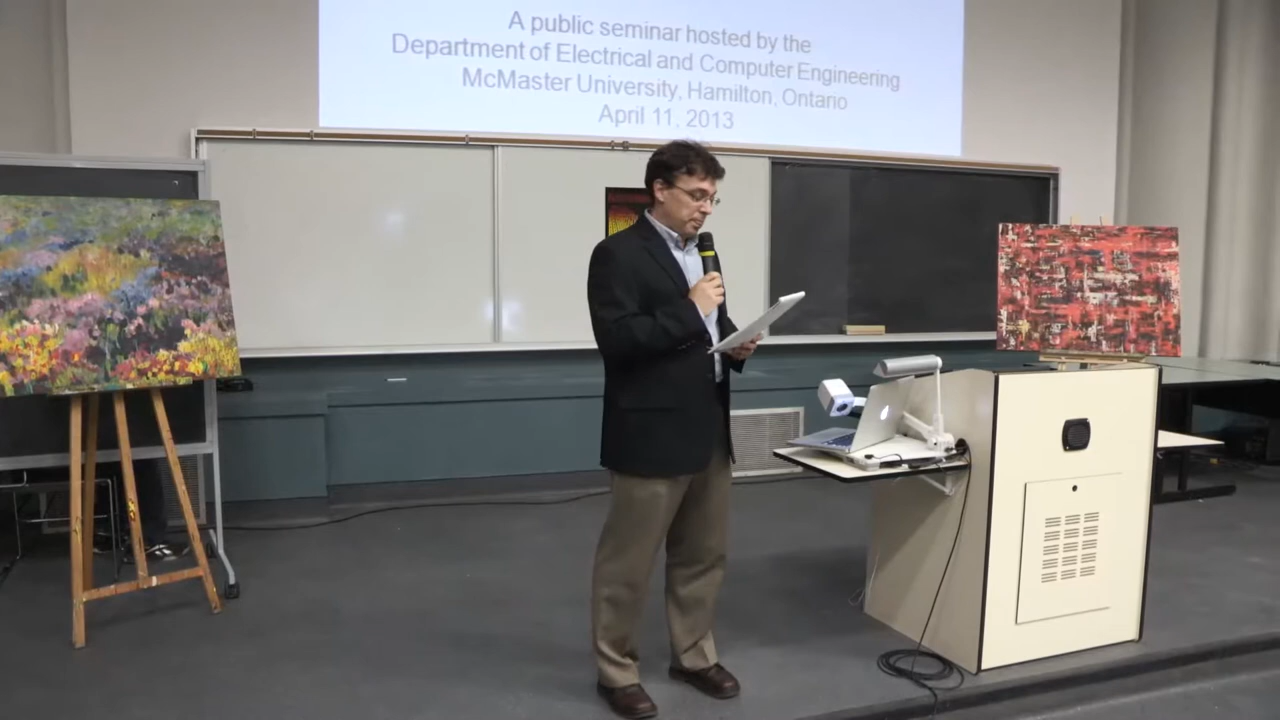 A public seminar hosted by the
Department of Electrical and Computer Engineering
McMaster University, Hamilton, Ontario
April 11, 2013